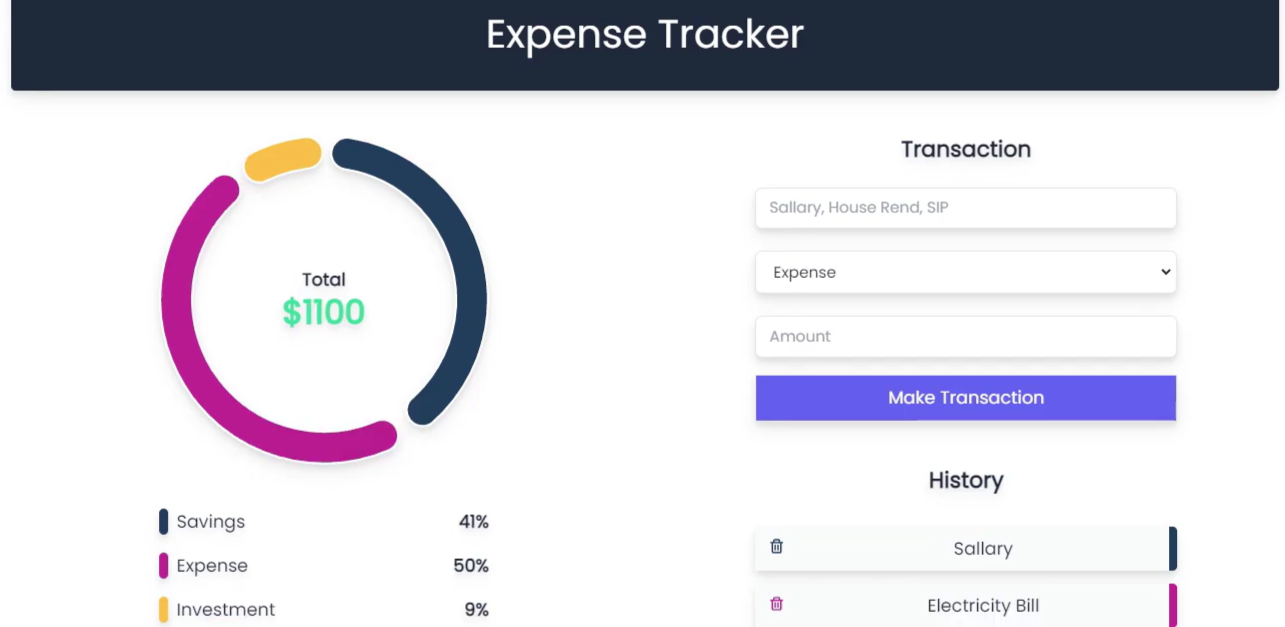 Expense Tracker
Total
$1100
Savings 41%
Expense 50%
Investment 9%
Transaction
Sallary, House Rend, SIP
Expense
Amount
Make Transaction
History
Sallary
Electricity Bill